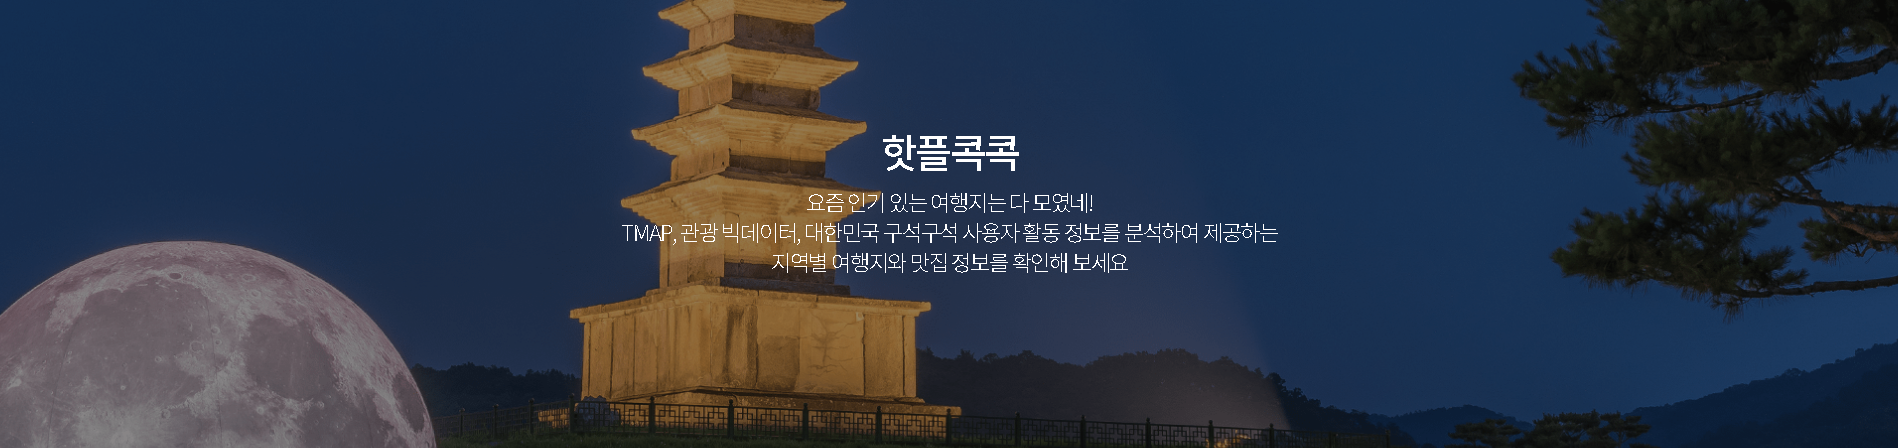 핫플콕콕
요즘 인기 있는 여행지는 다 모였네!
TMAP, 관광 빅데이터, 대한민국 구석구석 사용자 활동 정보를 분석하여 제공하는
지역별 여행지와 맛집 정보를 확인해 보세요